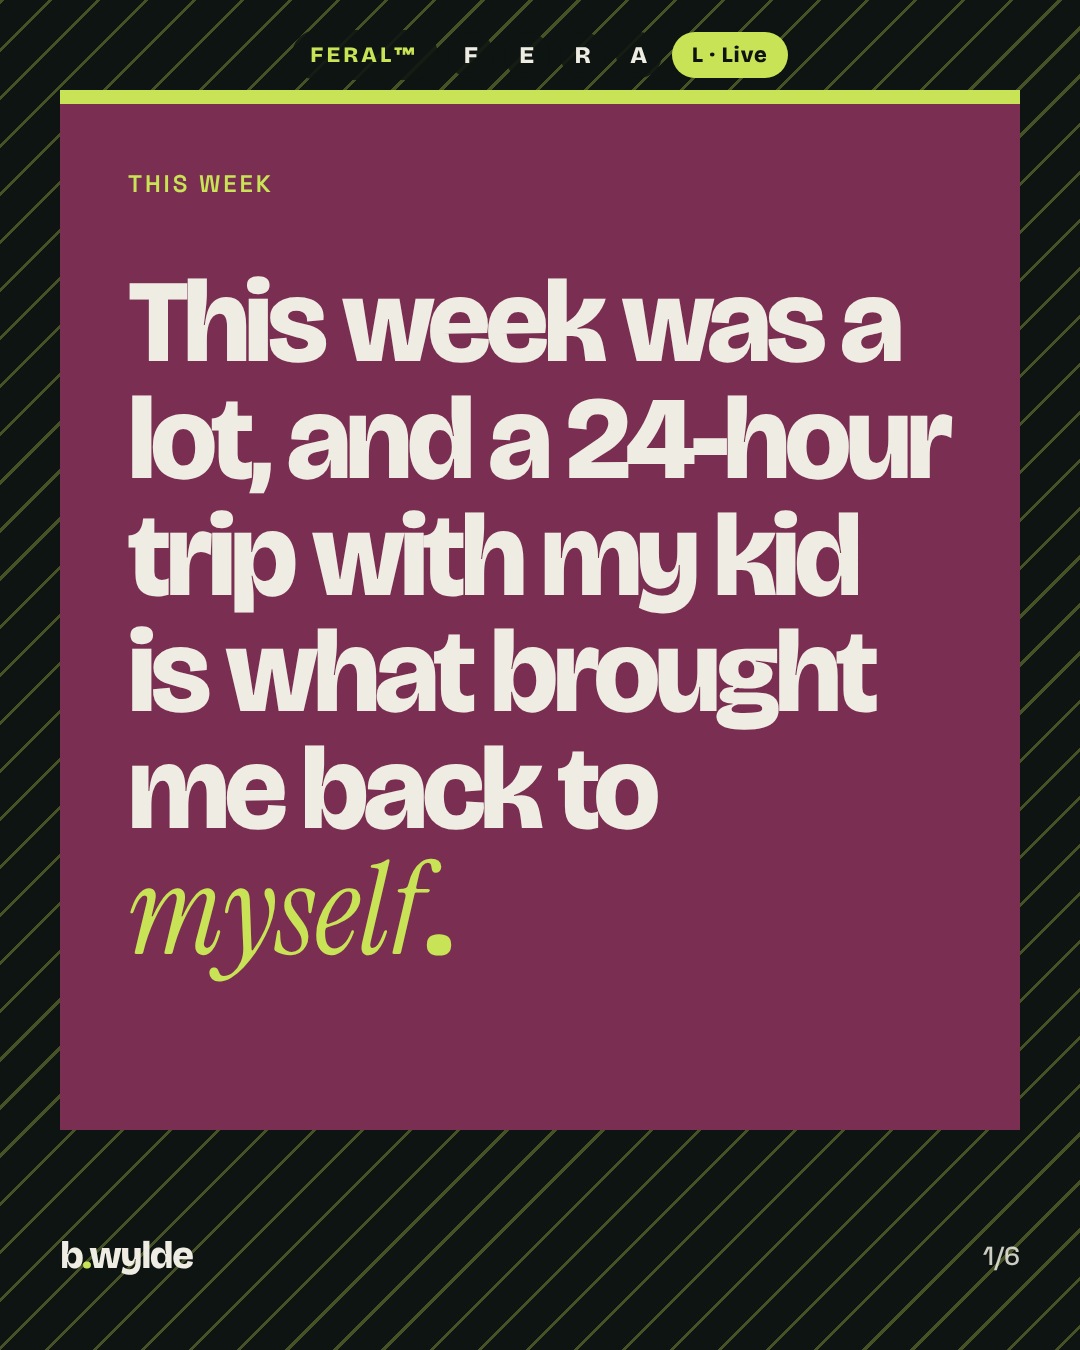 FERAL™ F E R A L · Live
THIS WEEK
This week was a
lot, and a 24-hour
trip with my kid
is what brought
me back to
myself.
b.wylde
1/6